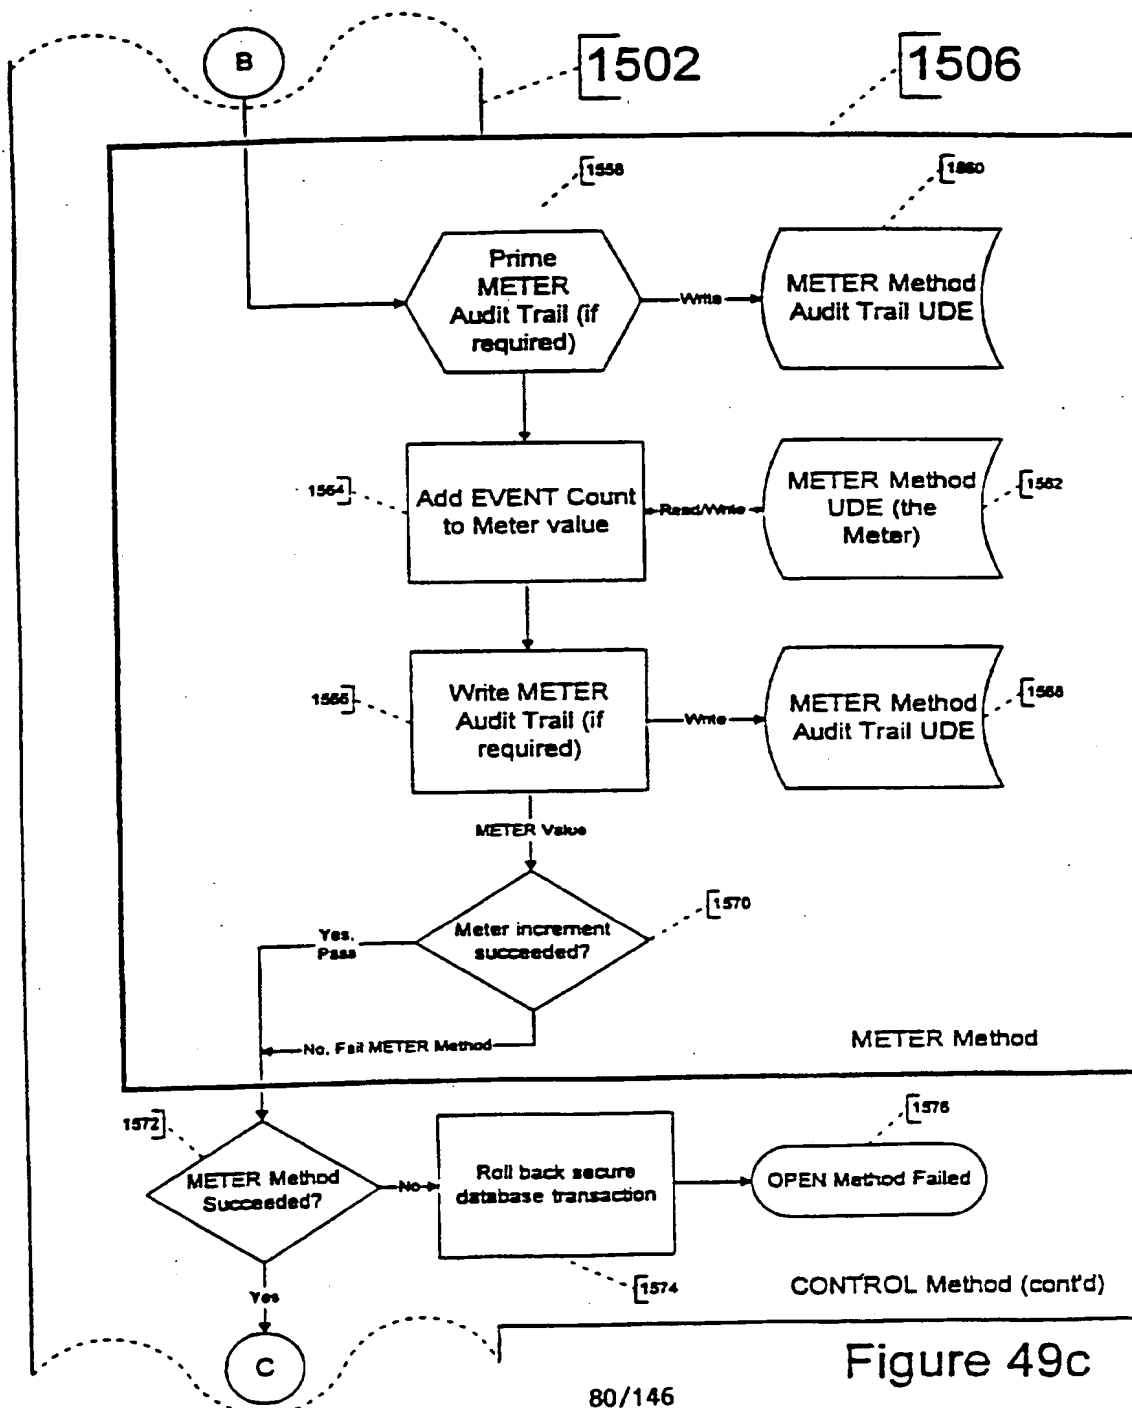 B
1502
1506
1558
1560
Prime
METER
Audit Trail (if
required)
Write
METER Method
Audit Trail UDE
1564
Add EVENT Count
to Meter value
Read/Write
METER Method
UDE (the
Meter)
1562
1566
Write METER
Audit Trail (if
required)
Write
METER Method
Audit Trail UDE
1568
METER Value
1570
Meter increment
succeeded?
Yes,
Pass
No, Fail METER Method
METER Method
1572
METER Method
Succeeded?
No
Roll back secure
database transaction
1576
OPEN Method Failed
1574
Yes
CONTROL Method (cont'd)
C
Figure 49c
80/146